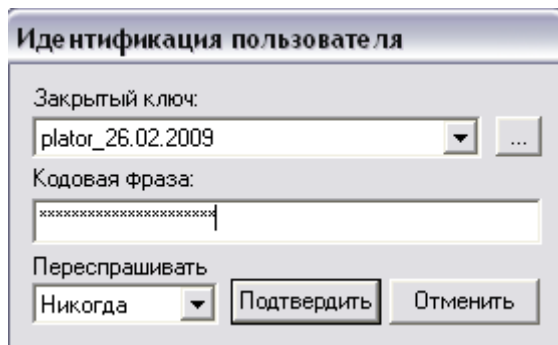 Идентификация пользователя
Закрытый ключ:
plator_26.02.2009
...
Кодовая фраза:
**********************
Переспрашивать
Никогда
Подтвердить
Отменить